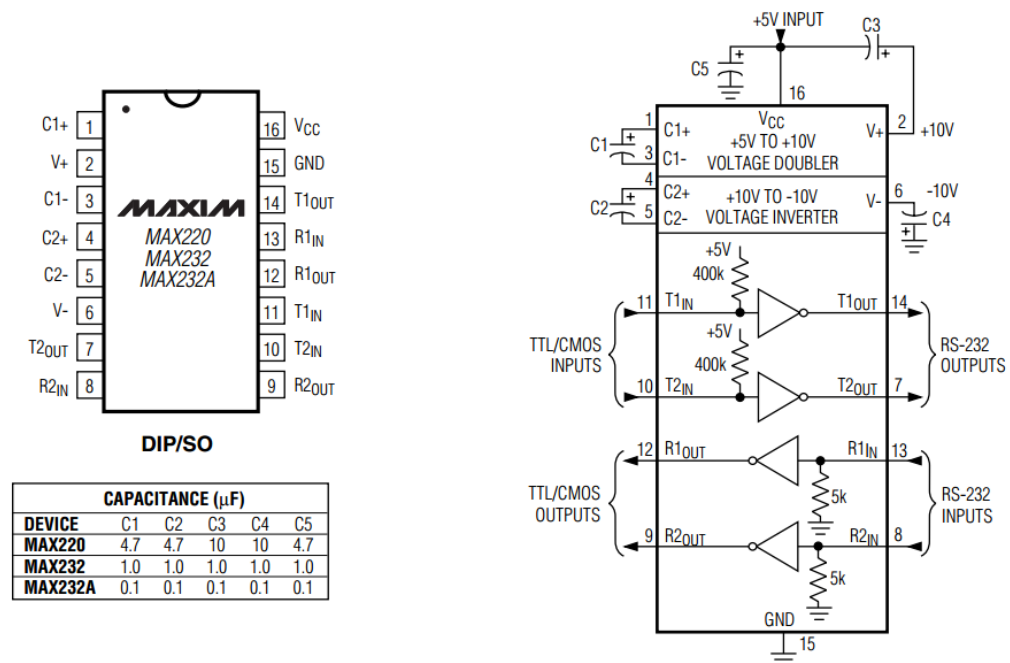 C1+ 1
V+ 2
C1- 3
C2+ 4
C2- 5
V- 6
T2OUT 7
R2IN 8
16 VCC
15 GND
14 T1OUT
13 R1IN
12 R1OUT
11 T1IN
10 T2IN
9 R2OUT
MAXIM
MAX220
MAX232
MAX232A
DIP/SO
CAPACITANCE (μF)
DEVICE C1 C2 C3 C4 C5
MAX220 4.7 4.7 10 10 4.7
MAX232 1.0 1.0 1.0 1.0 1.0
MAX232A 0.1 0.1 0.1 0.1 0.1
+5V INPUT
C3
+
C5
+
16
VCC
1
C1+
C1
+
3
C1-
+5V TO +10V
VOLTAGE DOUBLER
V+
2
+10V
4
C2+
C2
+
5
C2-
+10V TO -10V
VOLTAGE INVERTER
V-
6
-10V
C4
+
+5V
400k
11 T1IN
T1OUT 14
+5V
400k
TTL/CMOS
INPUTS
RS-232
OUTPUTS
10 T2IN
T2OUT 7
12 R1OUT
R1IN 13
5k
TTL/CMOS
OUTPUTS
RS-232
INPUTS
9 R2OUT
R2IN 8
5k
GND
15